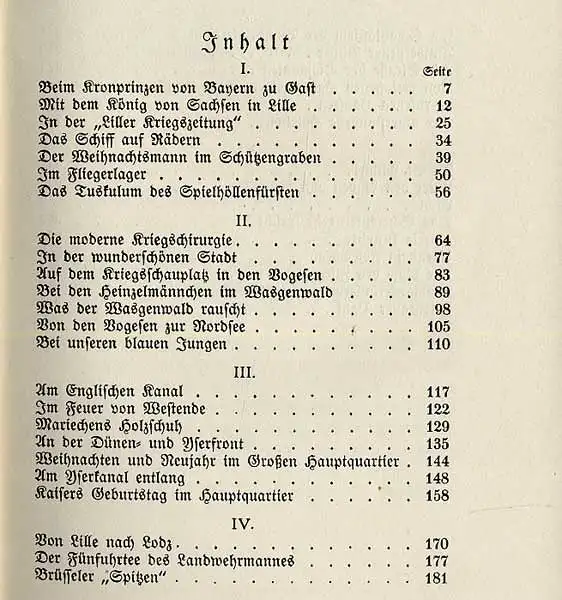 Inhalt
I.
Seite
Beim Kronprinzen von Bayern zu Gast . . . . . 7
Mit dem König von Sachsen in Lille . . . . . . 12
In der „Liller Kriegszeitung“ . . . . . . . . 25
Das Schiff auf Rädern . . . . . . . . . . . 34
Der Weihnachtsmann im Schützengraben . . . . . 39
Im Fliegerlager . . . . . . . . . . . . . 50
Das Tuskulum des Spielhöllenfürsten . . . . . . 56
II.
Die moderne Kriegschirurgie . . . . . . . . . 64
In der wunderschönen Stadt . . . . . . . . . 77
Auf dem Kriegsschauplatz in den Vogesen . . . . . 83
Bei den Heinzelmännchen im Wasgenwald . . . . 89
Was der Wasgenwald rauscht . . . . . . . . 98
Von den Vogesen zur Nordsee . . . . . . . . 105
Bei unseren blauen Jungen . . . . . . . . . 110
III.
Am Englischen Kanal . . . . . . . . . . . 117
Im Feuer von Westende . . . . . . . . . . 122
Mariechens Holzschuh . . . . . . . . . . . 129
An der Dünen- und Yserfront . . . . . . . . 135
Weihnachten und Neujahr im Großen Hauptquartier . 144
Am Yserkanal entlang . . . . . . . . . . . 148
Kaisers Geburtstag im Hauptquartier . . . . . . 158
IV.
Von Lille nach Lodz . . . . . . . . . . . . 170
Der Fünfuhrtee des Landwehrmannes . . . . . . 177
Brüsseler „Spitzen“ . . . . . . . . . . . . 181